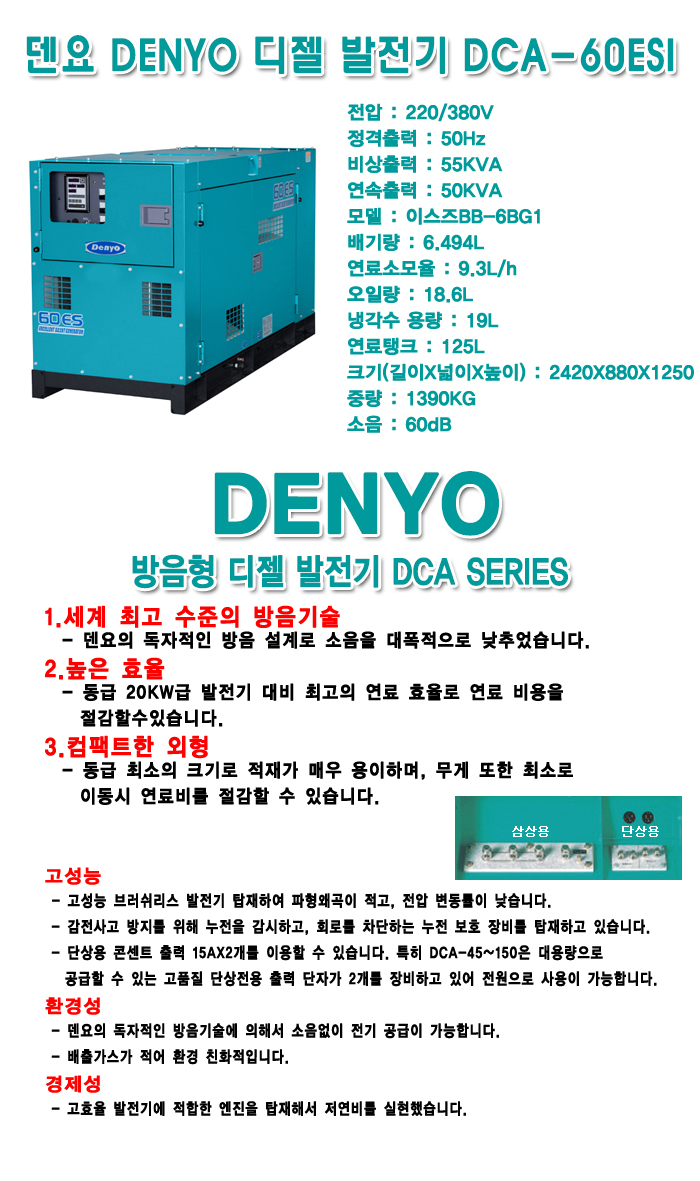 덴요 DENYO 디젤 발전기 DCA-60ESI
전압 : 220/380V
정격출력 : 50Hz
비상출력 : 55KVA
연속출력 : 50KVA
모델 : 이스즈BB-6BG1
배기량 : 6.494L
연료소모율 : 9.3L/h
오일량 : 18.6L
냉각수 용량 : 19L
연료탱크 : 125L
크기(길이X넓이X높이) : 2420X880X1250
중량 : 1390KG
소음 : 60dB
60ES
Denyo
60ES
EXCELLENT SILENT GENERATOR
DENYO
방음형 디젤 발전기 DCA SERIES
1.세계 최고 수준의 방음기술
- 덴요의 독자적인 방음 설계로 소음을 대폭적으로 낮추었습니다.
2.높은 효율
- 동급 20KW급 발전기 대비 최고의 연료 효율로 연료 비용을
절감할수있습니다.
3.컴팩트한 외형
- 동급 최소의 크기로 적재가 매우 용이하며, 무게 또한 최소로
이동시 연료비를 절감할 수 있습니다.
삼상용
단상용
고성능
- 고성능 브러쉬리스 발전기 탑재하여 파형왜곡이 적고, 전압 변동률이 낮습니다.
- 감전사고 방지를 위해 누전을 감시하고, 회로를 차단하는 누전 보호 장비를 탑재하고 있습니다.
- 단상용 콘센트 출력 15AX2개를 이용할 수 있습니다. 특히 DCA-45~150은 대용량으로
공급할 수 있는 고품질 단상전용 출력 단자가 2개를 장비하고 있어 전원으로 사용이 가능합니다.
환경성
- 덴요의 독자적인 방음기술에 의해서 소음없이 전기 공급이 가능합니다.
- 배출가스가 적어 환경 친화적입니다.
경제성
- 고효율 발전기에 적합한 엔진을 탑재해서 저연비를 실현했습니다.